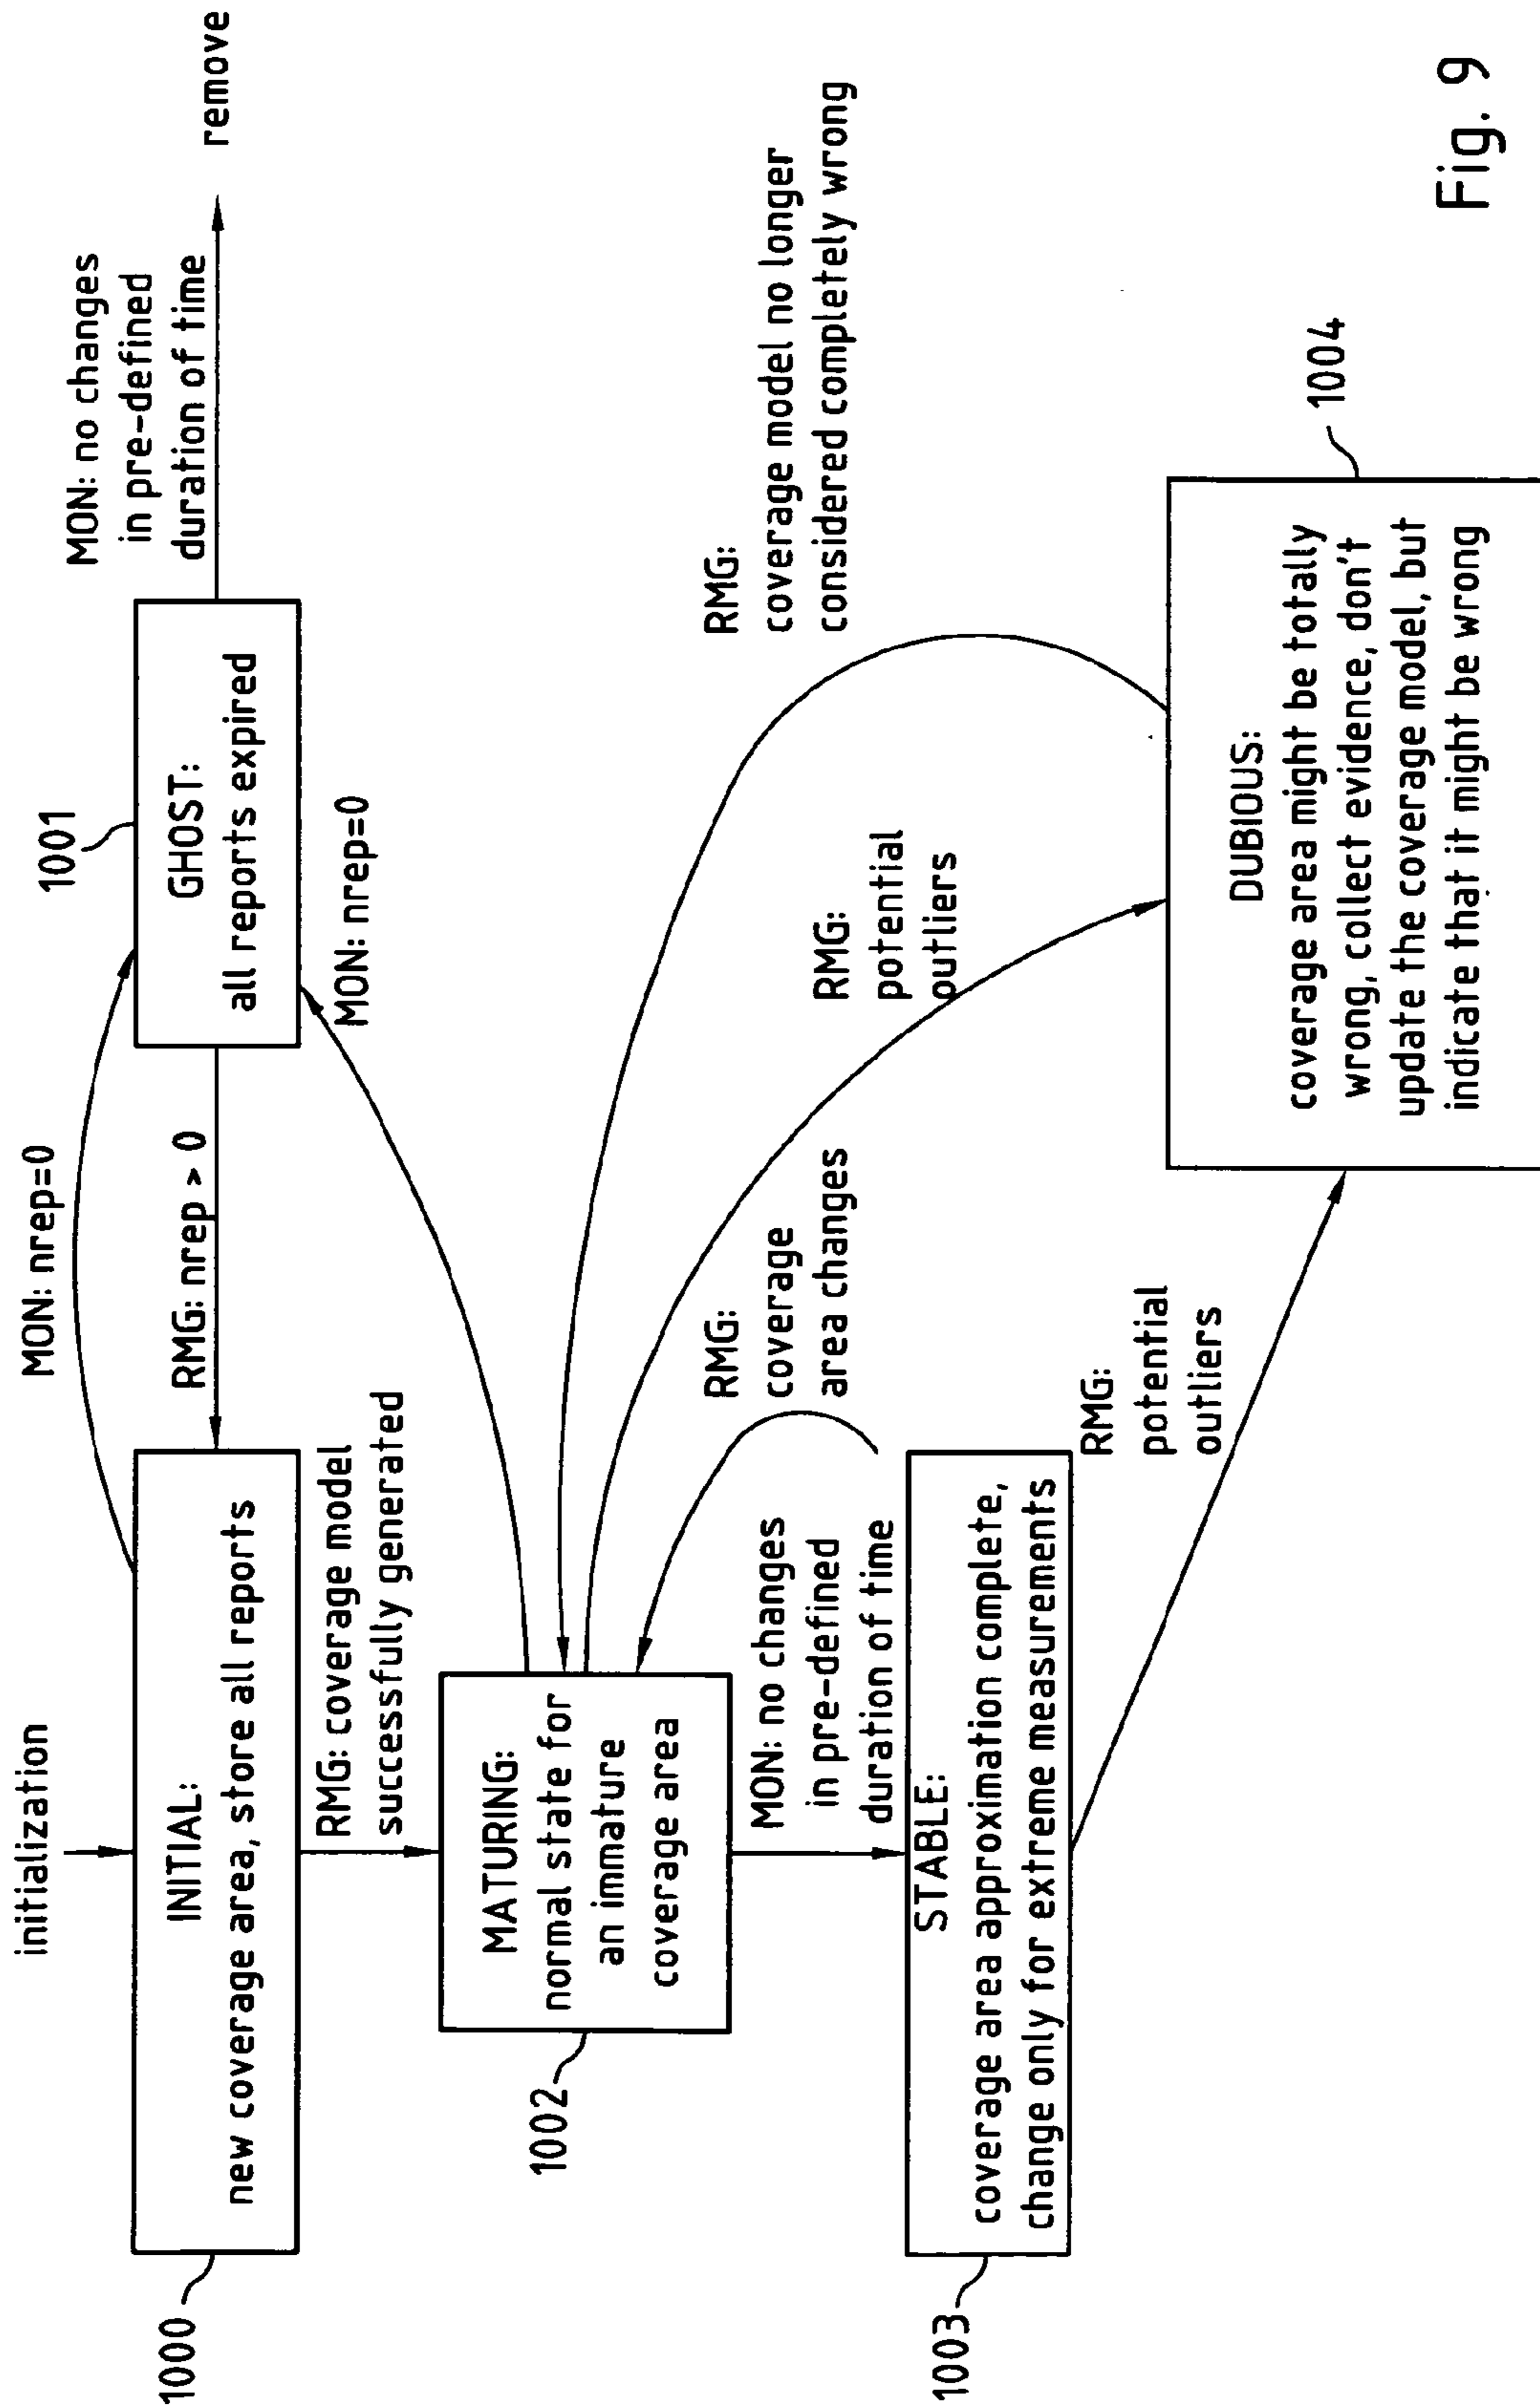 initialization
1000
INITIAL:
new coverage area, store all reports
MON: nrep=0
RMG: nrep > 0
1001
GHOST:
all reports expired
MON: no changes
in pre-defined
duration of time
remove
RMG: coverage model
successfully generated
MON: nrep=0
1002
MATURING:
normal state for
an immature
coverage area
MON: no changes
in pre-defined
duration of time
RMG:
coverage
area changes
RMG:
potential
outliers
RMG:
coverage model no longer
considered completely wrong
1003
STABLE:
coverage area approximation complete,
change only for extreme measurements
RMG:
potential
outliers
1004
DUBIOUS:
coverage area might be totally
wrong, collect evidence, don't
update the coverage model, but
indicate that it might be wrong
Fig. 9